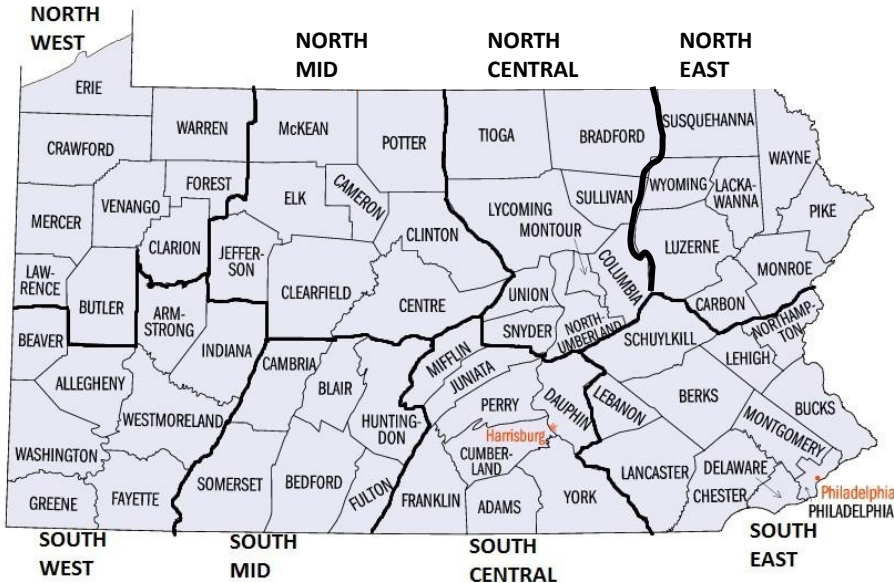 NORTH
WEST
NORTH
MID
NORTH
CENTRAL
NORTH
EAST
ERIE
CRAWFORD
WARREN
McKEAN
POTTER
TIOGA
BRADFORD
SUSQUEHANNA
WAYNE
MERCER
VENANGO
FOREST
ELK
CAMERON
CLINTON
LYCOMING
SULLIVAN
WYOMING
LACKA-
WANNA
PIKE
CLARION
JEFFER-
SON
MONTOUR
COLUMBIA
LUZERNE
MONROE
LAW-
RENCE
BUTLER
CLEARFIELD
CENTRE
UNION
CARBON
ARM-
STRONG
SNYDER
NORTH-
UMBERLAND
SCHUYLKILL
NORTHAMP-
TON
BEAVER
INDIANA
CAMBRIA
MIFFLIN
JUNIATA
LEHIGH
ALLEGHENY
BLAIR
PERRY
DAUPHIN
LEBANON
BERKS
BUCKS
WESTMORELAND
HUNTING-
DON
Harrisburg
MONTGOMERY
WASHINGTON
CUMBER-
LAND
LANCASTER
DELAWARE
CHESTER
GREENE
FAYETTE
SOMERSET
BEDFORD
FULTON
FRANKLIN
ADAMS
YORK
Philadelphia
PHILADELPHIA
SOUTH
WEST
SOUTH
MID
SOUTH
CENTRAL
SOUTH
EAST